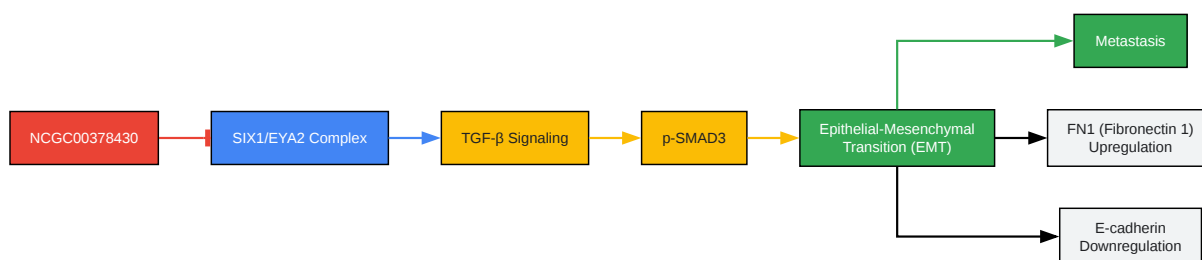 Metastasis
NCGC00378430
SIX1/EYA2 Complex
TGF-β Signaling
p-SMAD3
Epithelial-Mesenchymal
Transition (EMT)
FN1 (Fibronectin 1)
Upregulation
E-cadherin
Downregulation